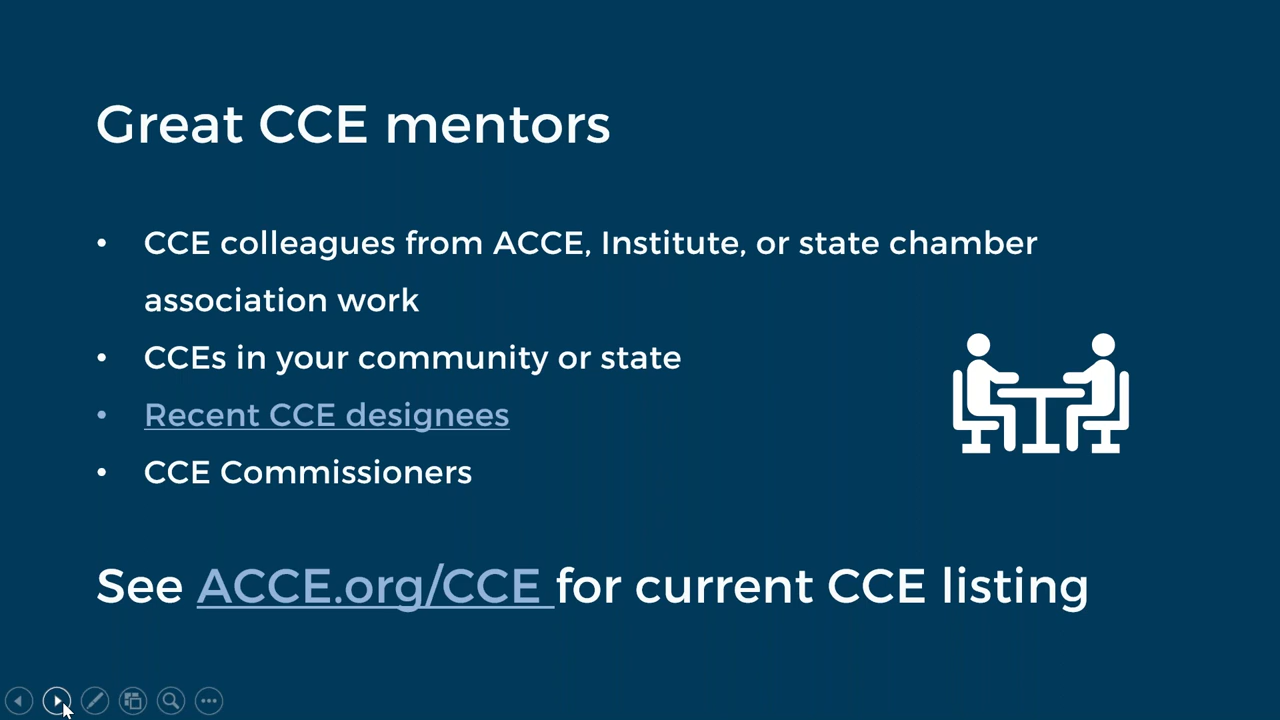 Great CCE mentors
• CCE colleagues from ACCE, Institute, or state chamber
association work
• CCEs in your community or state
• Recent CCE designees
• CCE Commissioners
See ACCE.org/CCE for current CCE listing